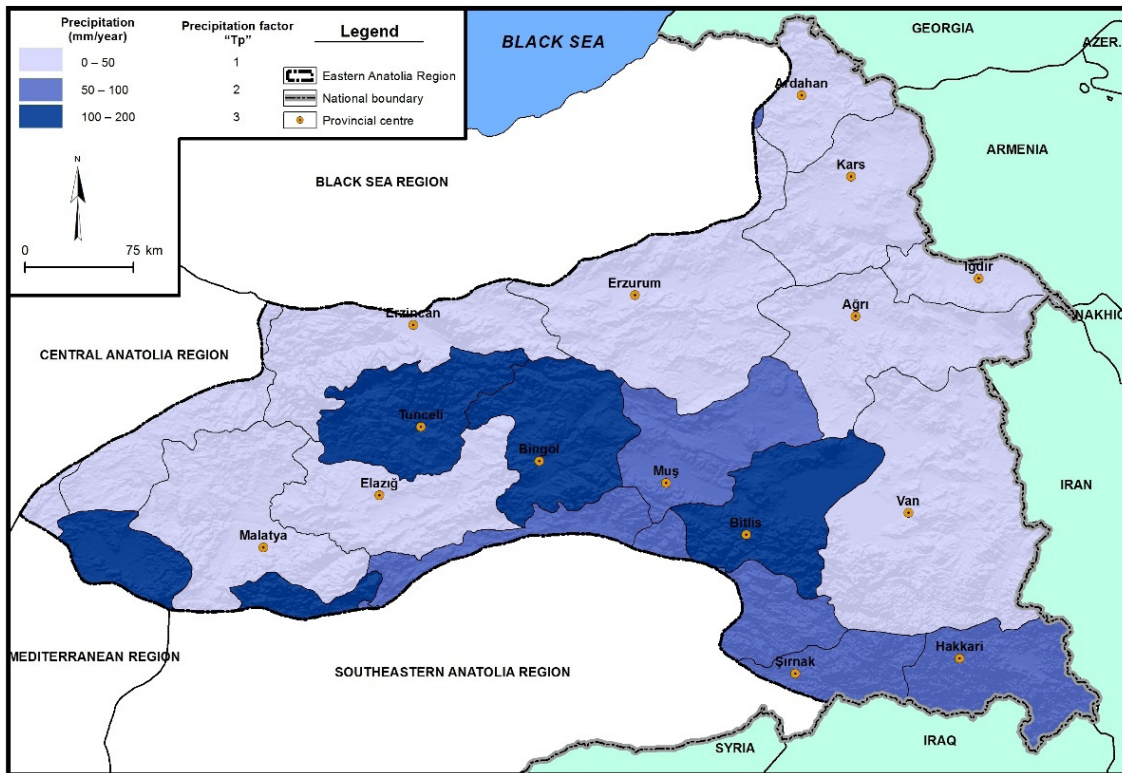 Precipitation
(mm/year)
Precipitation factor
“Tp”
Legend
0 – 50
1
50 – 100
2
100 – 200
3
Eastern Anatolia Region
National boundary
Provincial centre
N
0
75 km
BLACK SEA
GEORGIA
AZER.
Ardahan
ARMENIA
Kars
BLACK SEA REGION
Iğdır
Erzurum
Ağrı
NAKHIC
Erzincan
CENTRAL ANATOLIA REGION
Tunceli
Bingöl
Muş
Elazığ
IRAN
Van
Bitlis
Malatya
Hakkari
MEDITERRANEAN REGION
Şırnak
SOUTHEASTERN ANATOLIA REGION
IRAQ
SYRIA